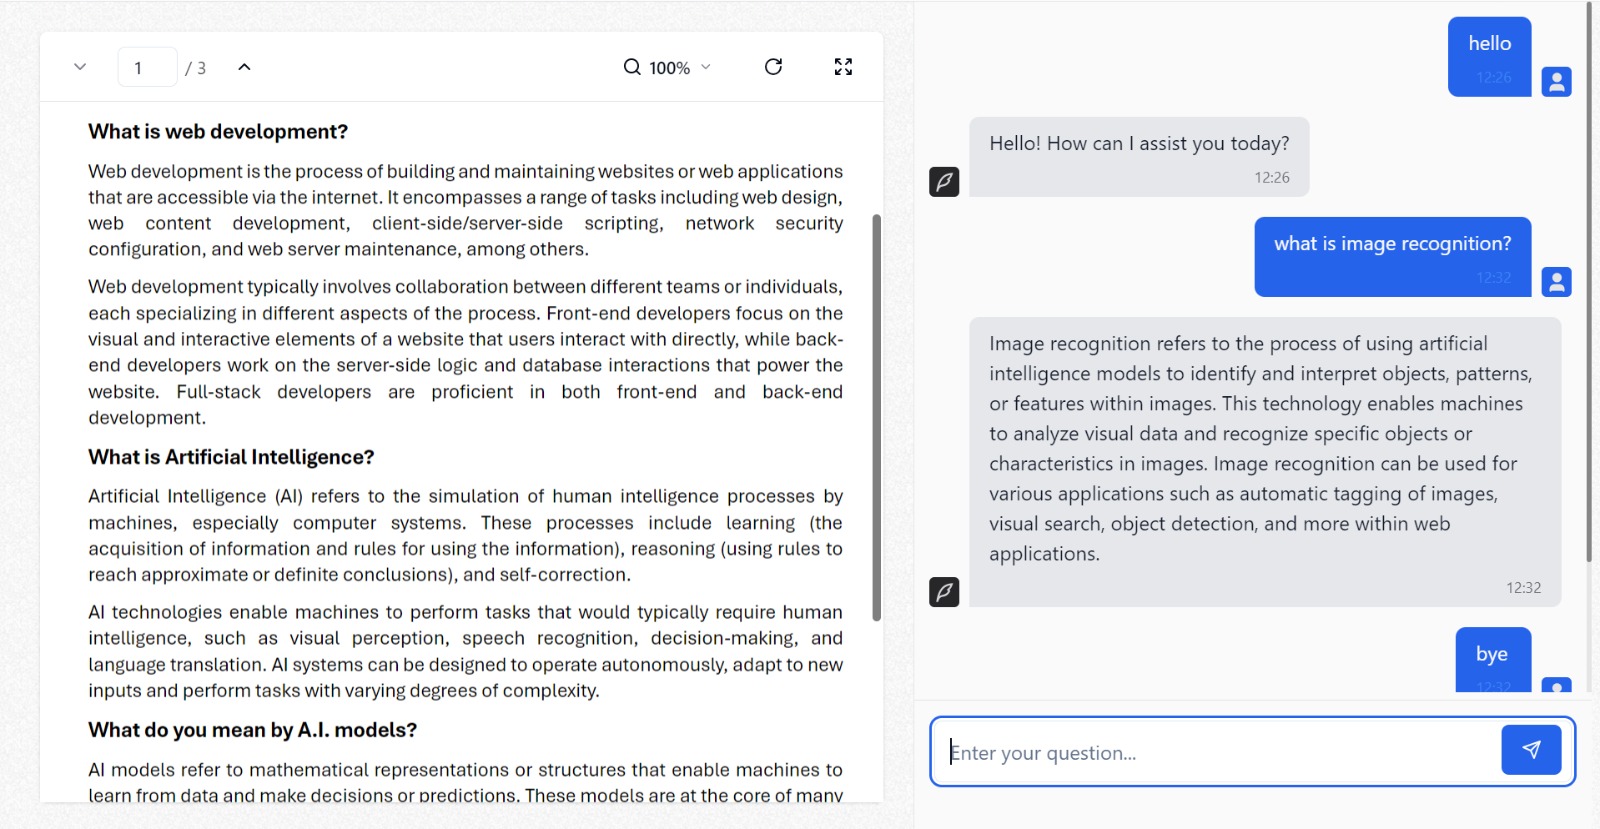 1 / 3
100%
What is web development?
Web development is the process of building and maintaining websites or web applications
that are accessible via the internet. It encompasses a range of tasks including web design,
web content development, client-side/server-side scripting, network security
configuration, and web server maintenance, among others.
Web development typically involves collaboration between different teams or individuals,
each specializing in different aspects of the process. Front-end developers focus on the
visual and interactive elements of a website that users interact with directly, while back-
end developers work on the server-side logic and database interactions that power the
website. Full-stack developers are proficient in both front-end and back-end
development.
What is Artificial Intelligence?
Artificial Intelligence (AI) refers to the simulation of human intelligence processes by
machines, especially computer systems. These processes include learning (the
acquisition of information and rules for using the information), reasoning (using rules to
reach approximate or definite conclusions), and self-correction.
AI technologies enable machines to perform tasks that would typically require human
intelligence, such as visual perception, speech recognition, decision-making, and
language translation. AI systems can be designed to operate autonomously, adapt to new
inputs and perform tasks with varying degrees of complexity.
What do you mean by A.I. models?
AI models refer to mathematical representations or structures that enable machines to
learn from data and make decisions or predictions. These models are at the core of many
hello
12:26
Hello! How can I assist you today?
12:26
what is image recognition?
12:32
Image recognition refers to the process of using artificial
intelligence models to identify and interpret objects, patterns,
or features within images. This technology enables machines
to analyze visual data and recognize specific objects or
characteristics in images. Image recognition can be used for
various applications such as automatic tagging of images,
visual search, object detection, and more within web
applications.
12:32
bye
12:32
Enter your question...